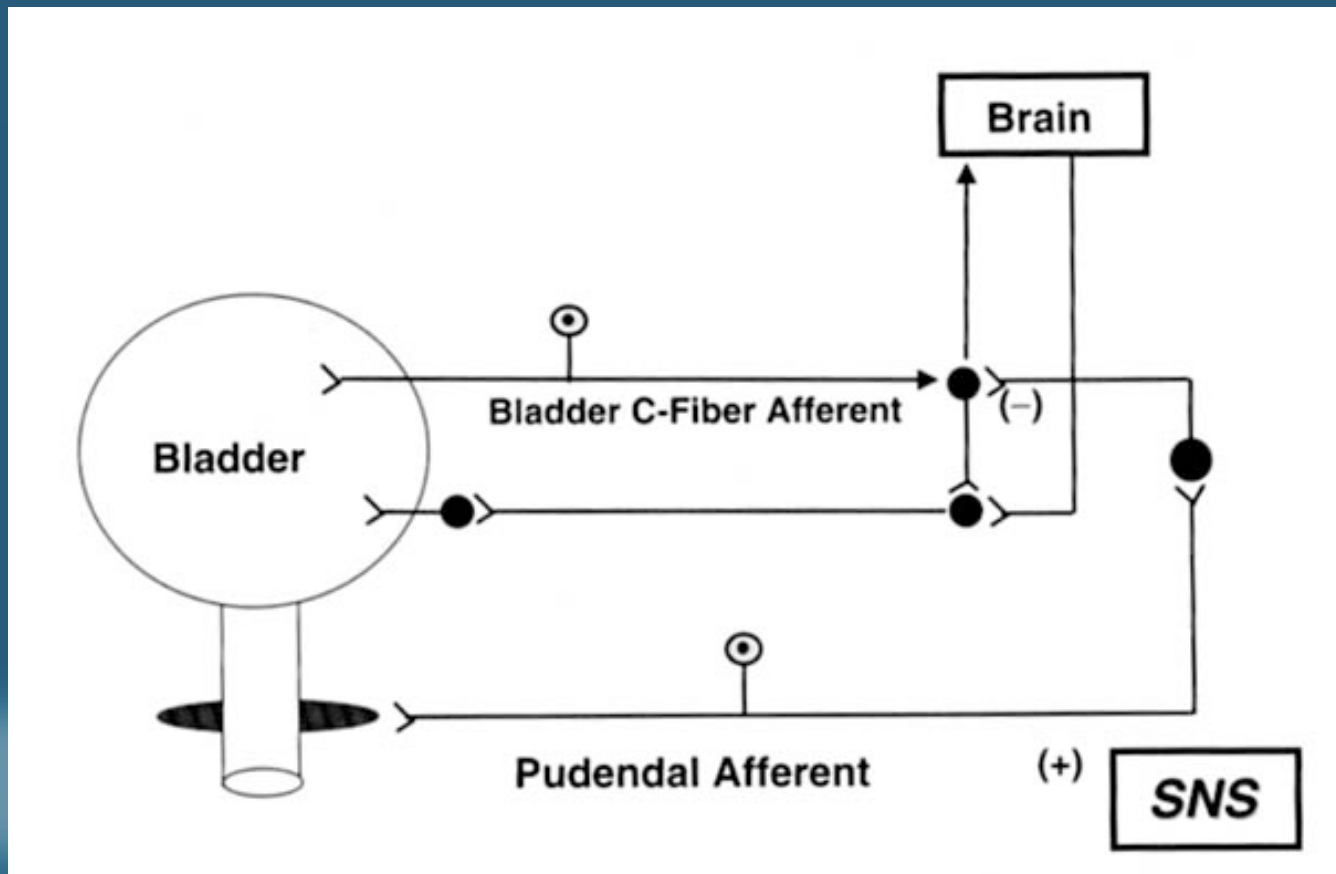 Brain
Bladder C-Fiber Afferent
(–)
Bladder
Pudendal Afferent
(+)
SNS